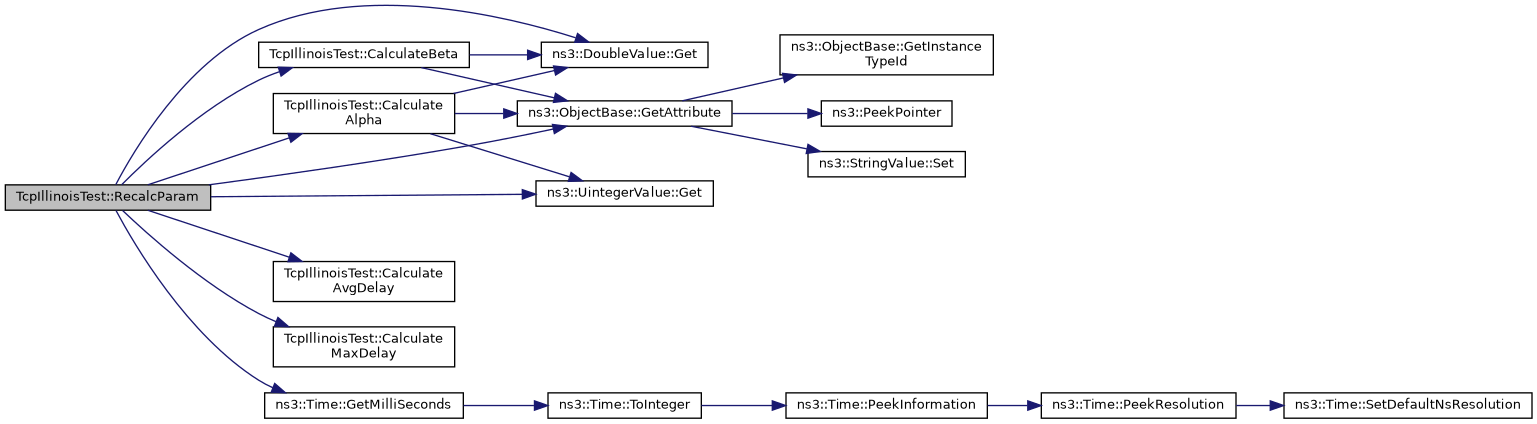 TcpIllinoisTest::RecalcParam
TcpIllinoisTest::CalculateBeta
TcpIllinoisTest::Calculate
Alpha
TcpIllinoisTest::Calculate
AvgDelay
TcpIllinoisTest::Calculate
MaxDelay
ns3::Time::GetMilliSeconds
ns3::DoubleValue::Get
ns3::ObjectBase::GetAttribute
ns3::UintegerValue::Get
ns3::Time::ToInteger
ns3::ObjectBase::GetInstance
TypeId
ns3::PeekPointer
ns3::StringValue::Set
ns3::Time::PeekInformation
ns3::Time::PeekResolution
ns3::Time::SetDefaultNsResolution